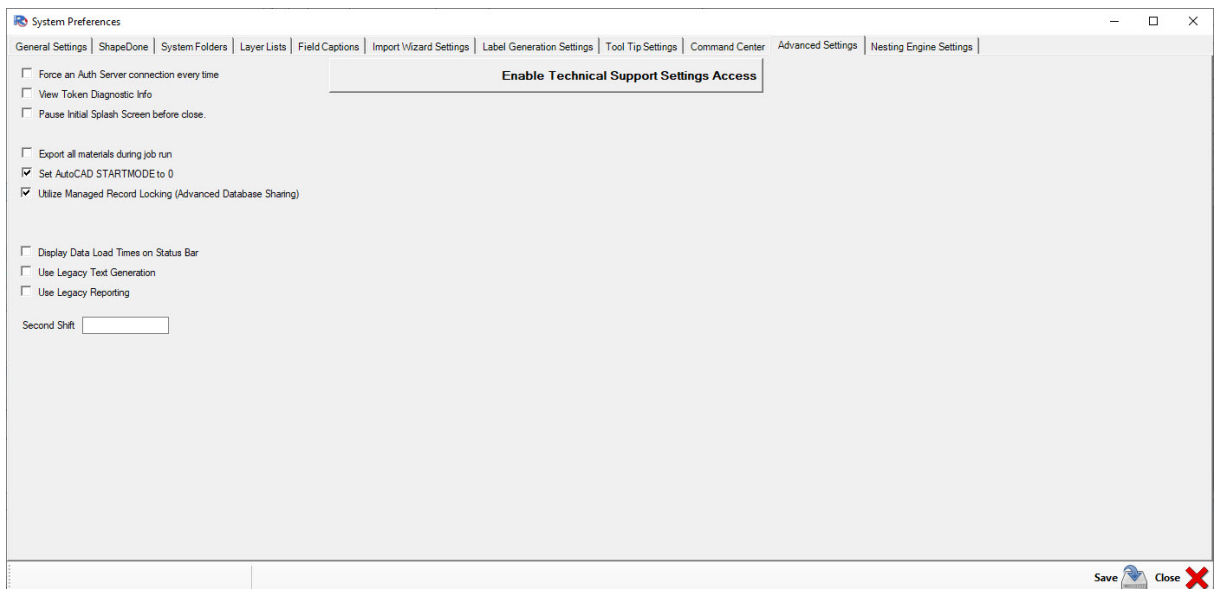 System Preferences
General Settings ShapeDone System Folders Layer Lists Field Captions Import Wizard Settings Label Generation Settings Tool Tip Settings Command Center Advanced Settings Nesting Engine Settings
Force an Auth Server connection every time
Enable Technical Support Settings Access
View Token Diagnostic Info
Pause Initial Splash Screen before close.
Export all materials during job run
Set AutoCAD STARTMODE to 0
Utilize Managed Record Locking (Advanced Database Sharing)
Display Data Load Times on Status Bar
Use Legacy Text Generation
Use Legacy Reporting
Second Shift
Save Close